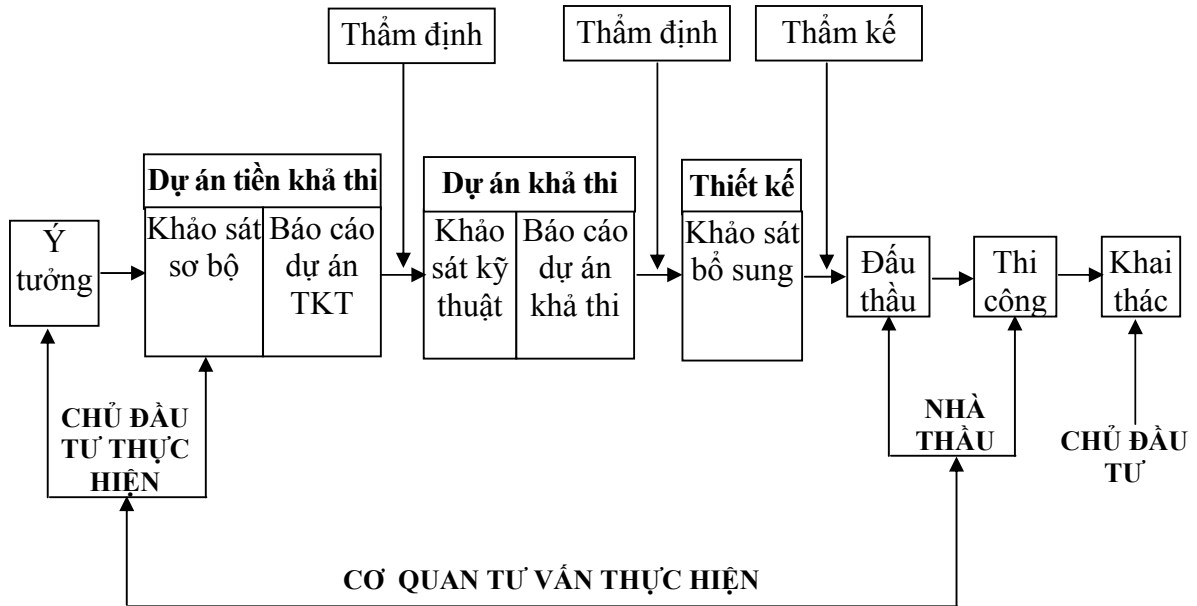 Thẩm định
Thẩm định
Thẩm kế
Dự án tiền khả thi
Khảo sát
sơ bộ
Báo cáo
dự án
TKT
Dự án khả thi
Khảo
sát kỹ
thuật
Báo cáo
dự án
khả thi
Thiết kế
Khảo sát
bổ sung
Ý
tưởng
Đấu
thầu
Thi
công
Khai
thác
CHỦ ĐẦU
TƯ THỰC
HIỆN
NHÀ
THẦU
CHỦ ĐẦU
TƯ
CƠ QUAN TƯ VẤN THỰC HIỆN